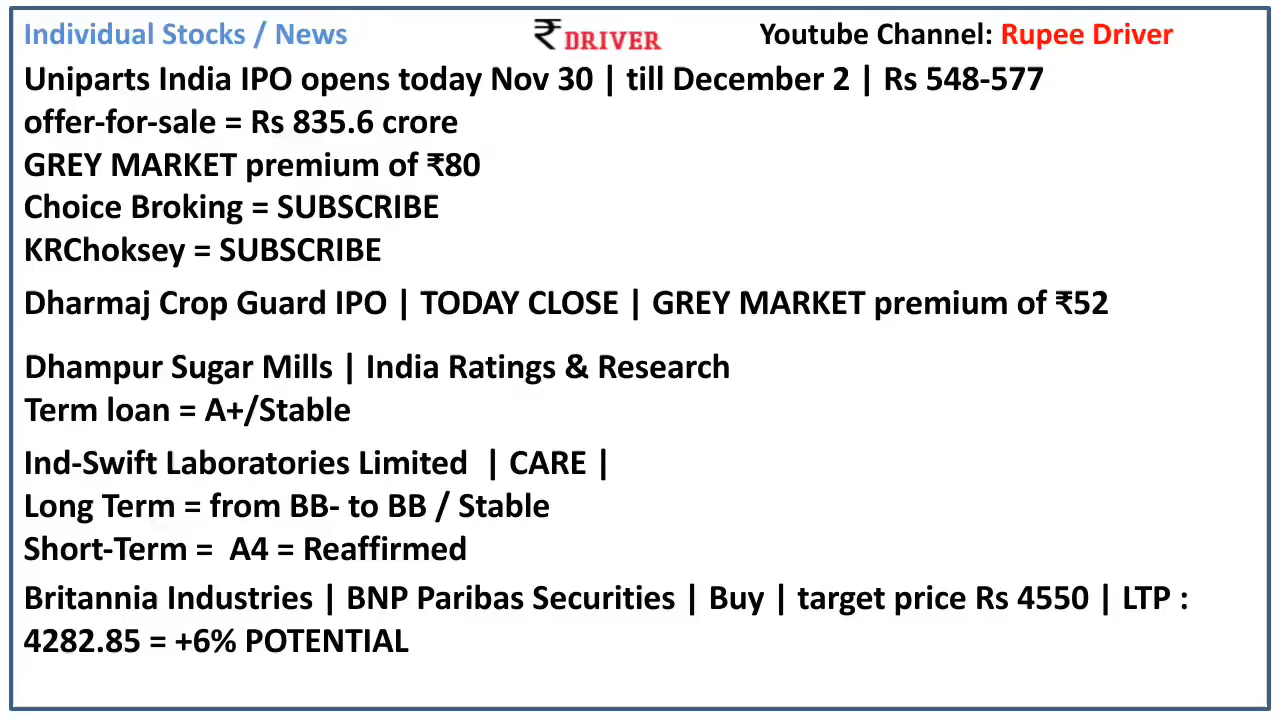 Individual Stocks / News ₹ DRIVER Youtube Channel: Rupee Driver
Uniparts India IPO opens today Nov 30 | till December 2 | Rs 548-577
offer-for-sale = Rs 835.6 crore
GREY MARKET premium of ₹80
Choice Broking = SUBSCRIBE
KRChoksey = SUBSCRIBE
Dharmaj Crop Guard IPO | TODAY CLOSE | GREY MARKET premium of ₹52
Dhampur Sugar Mills | India Ratings & Research
Term loan = A+/Stable
Ind-Swift Laboratories Limited | CARE |
Long Term = from BB- to BB / Stable
Short-Term = A4 = Reaffirmed
Britannia Industries | BNP Paribas Securities | Buy | target price Rs 4550 | LTP :
4282.85 = +6% POTENTIAL